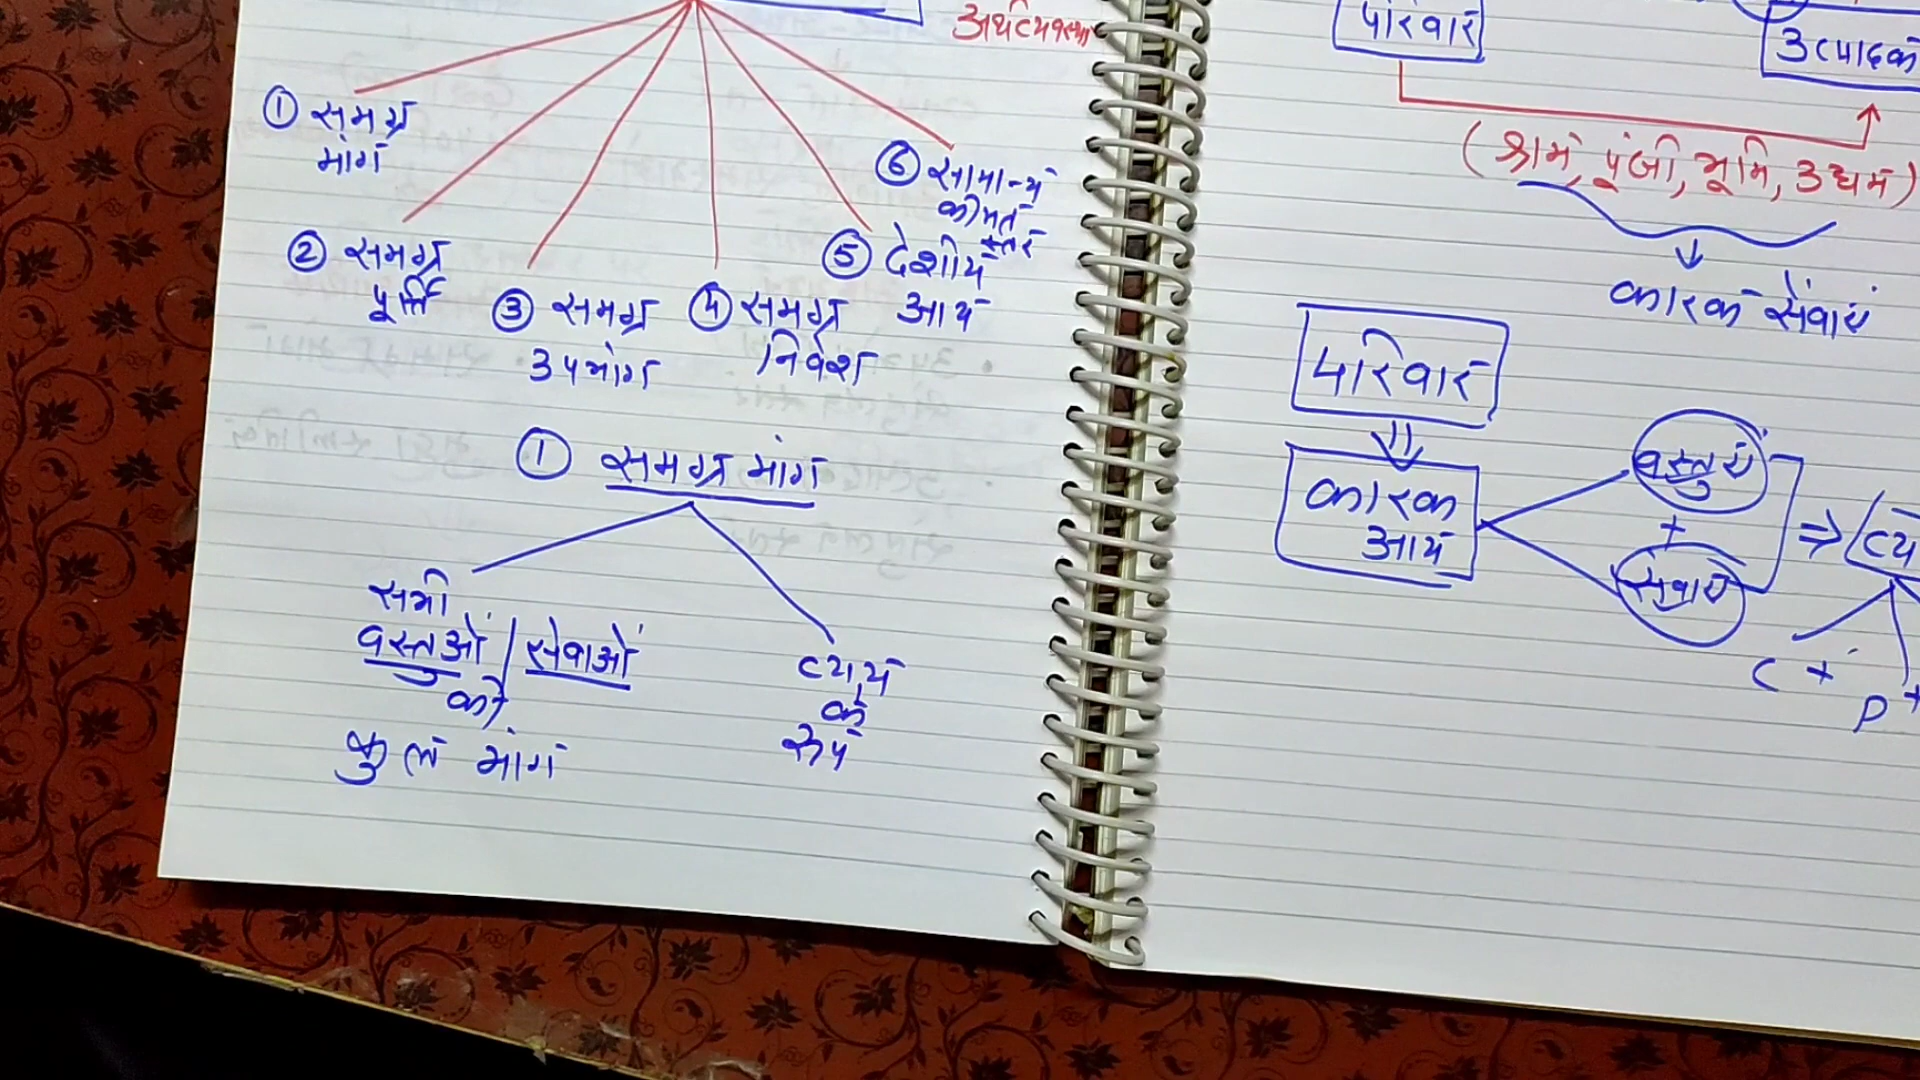 अर्थव्यवस्था
① समग्र
मांग
② समग्र
पूर्ति
③ समग्र
उपभोग
④ समग्र
निवेश
⑤ देशीय
आय
⑥ सामान्य
कीमत
स्तर
① समग्र मांग
सभी
वस्तुओं / सेवाओं
की
कुल मांग
व्यय
के
रूप
परिवार
उत्पादक
(श्रम, पूंजी, भूमि, उद्यम)
कारक सेवायें
परिवार
कारक
आय
वस्तुयें
+
सेवायें
⇒
C +
P +